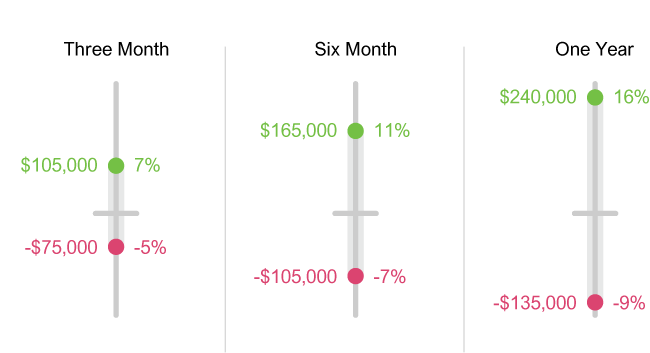 Three Month
$105,000 7%
-$75,000 -5%
Six Month
$165,000 11%
-$105,000 -7%
One Year
$240,000 16%
-$135,000 -9%